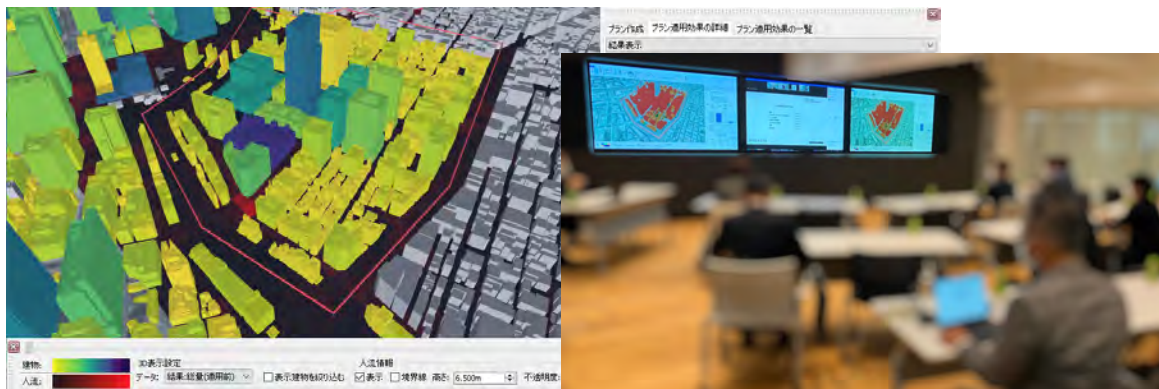 プラン作成 プラン適用効果の詳細 プラン適用効果の一覧
結果表示
建物:
人流:
3D表示設定
データ: 結果:総量(適用前)
表示建物を絞り込む
人流情報
表示 境界線 高さ: 6.500m 不透明度: